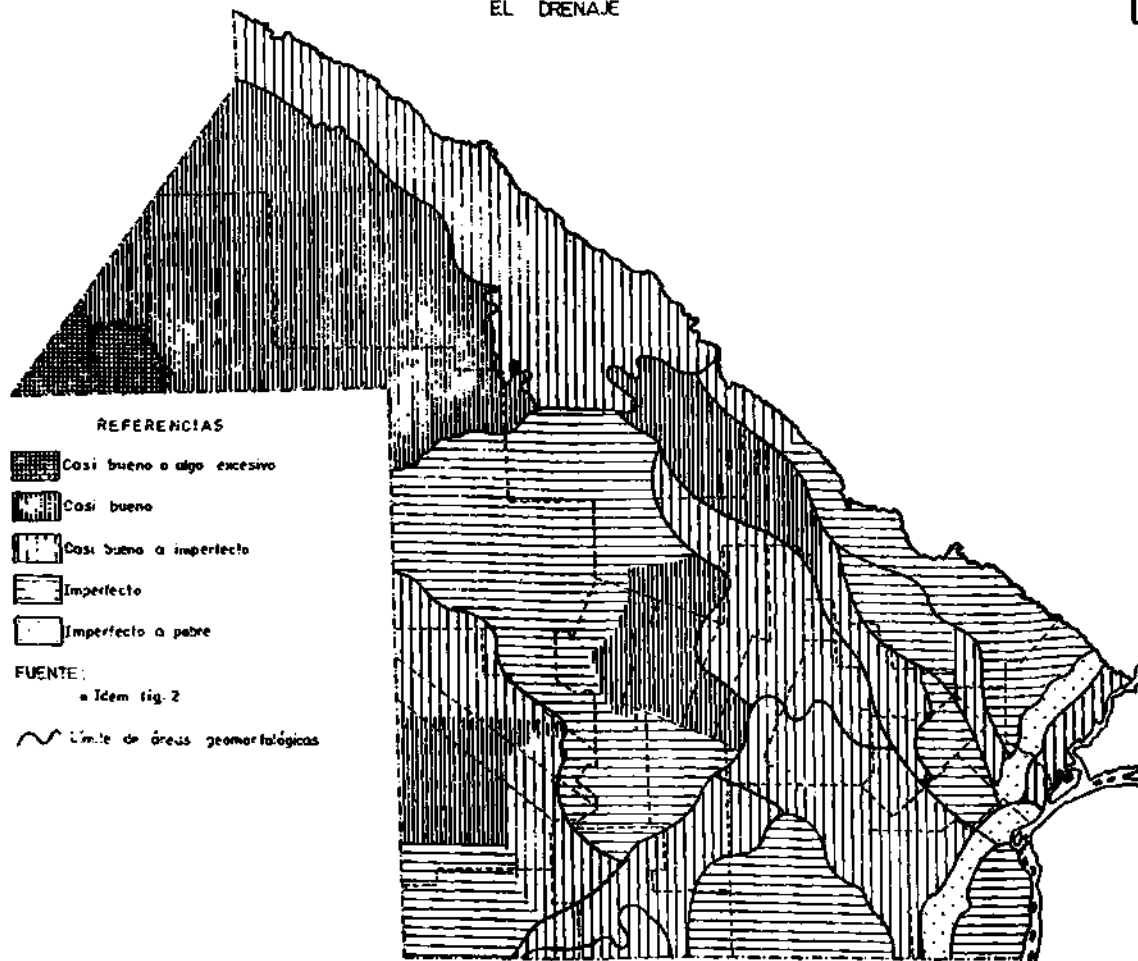 EL DRENAJE
REFERENCIAS
Casi bueno a algo excesivo
Casi bueno
Casi bueno a imperfecto
Imperfecto
Imperfecto a pobre
FUENTE:
Idem fig. 2
Límite de áreas geomorfológicas